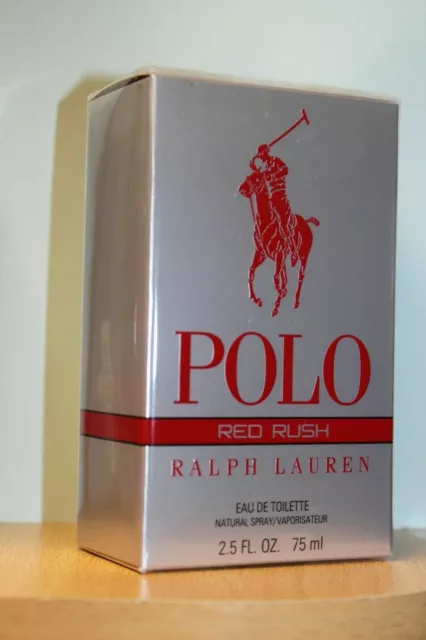 POLO
RED RUSH
RALPH LAUREN
EAU DE TOILETTE
NATURAL SPRAY/VAPORISATEUR
2.5 FL. OZ. 75 ml